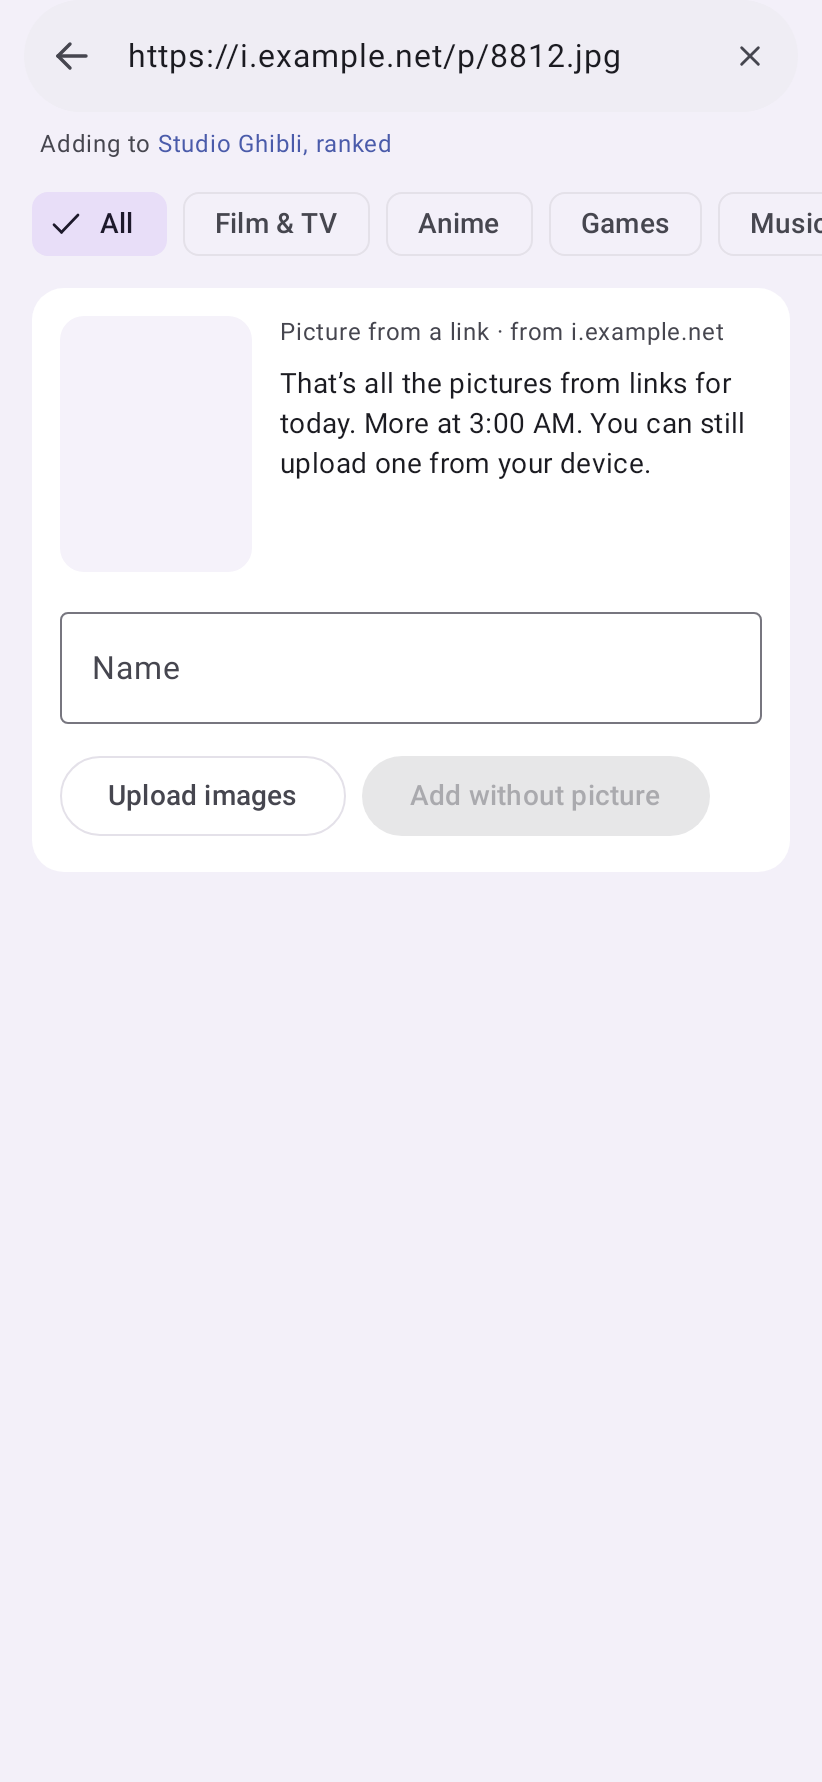 https://i.example.net/p/8812.jpg
Adding to Studio Ghibli, ranked
All
Film & TV
Anime
Games
Music
Picture from a link · from i.example.net
That’s all the pictures from links for
today. More at 3:00 AM. You can still
upload one from your device.
Name
Upload images
Add without picture